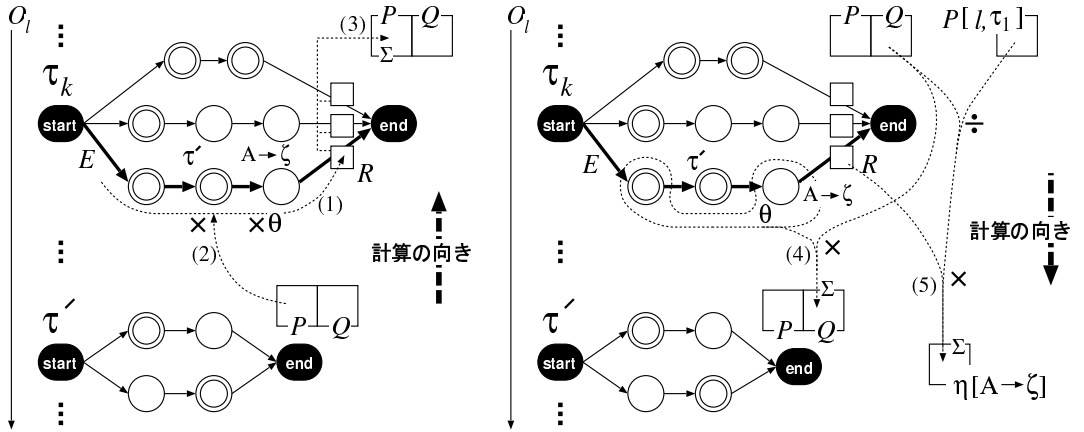 O_l
τ_k
start
E
τ′
A→ζ
R
end
(1)
×
×θ
(2)
(3)
P
Q
Σ
計算の向き
τ′
start
end
P
Q
O_l
τ_k
start
E
τ′
θ
A→ζ
R
end
P
Q
P[l,τ₁]
÷
(4)
×
(5)
×
計算の向き
Σ
P
Q
τ′
start
end
Σ
η[A→ζ]